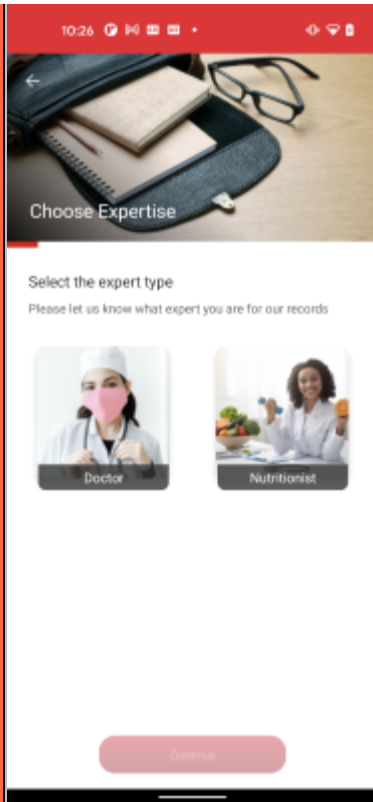 10:26
Choose Expertise
Select the expert type
Please let us know what expert you are for our records
Doctor
Nutritionist
Continue